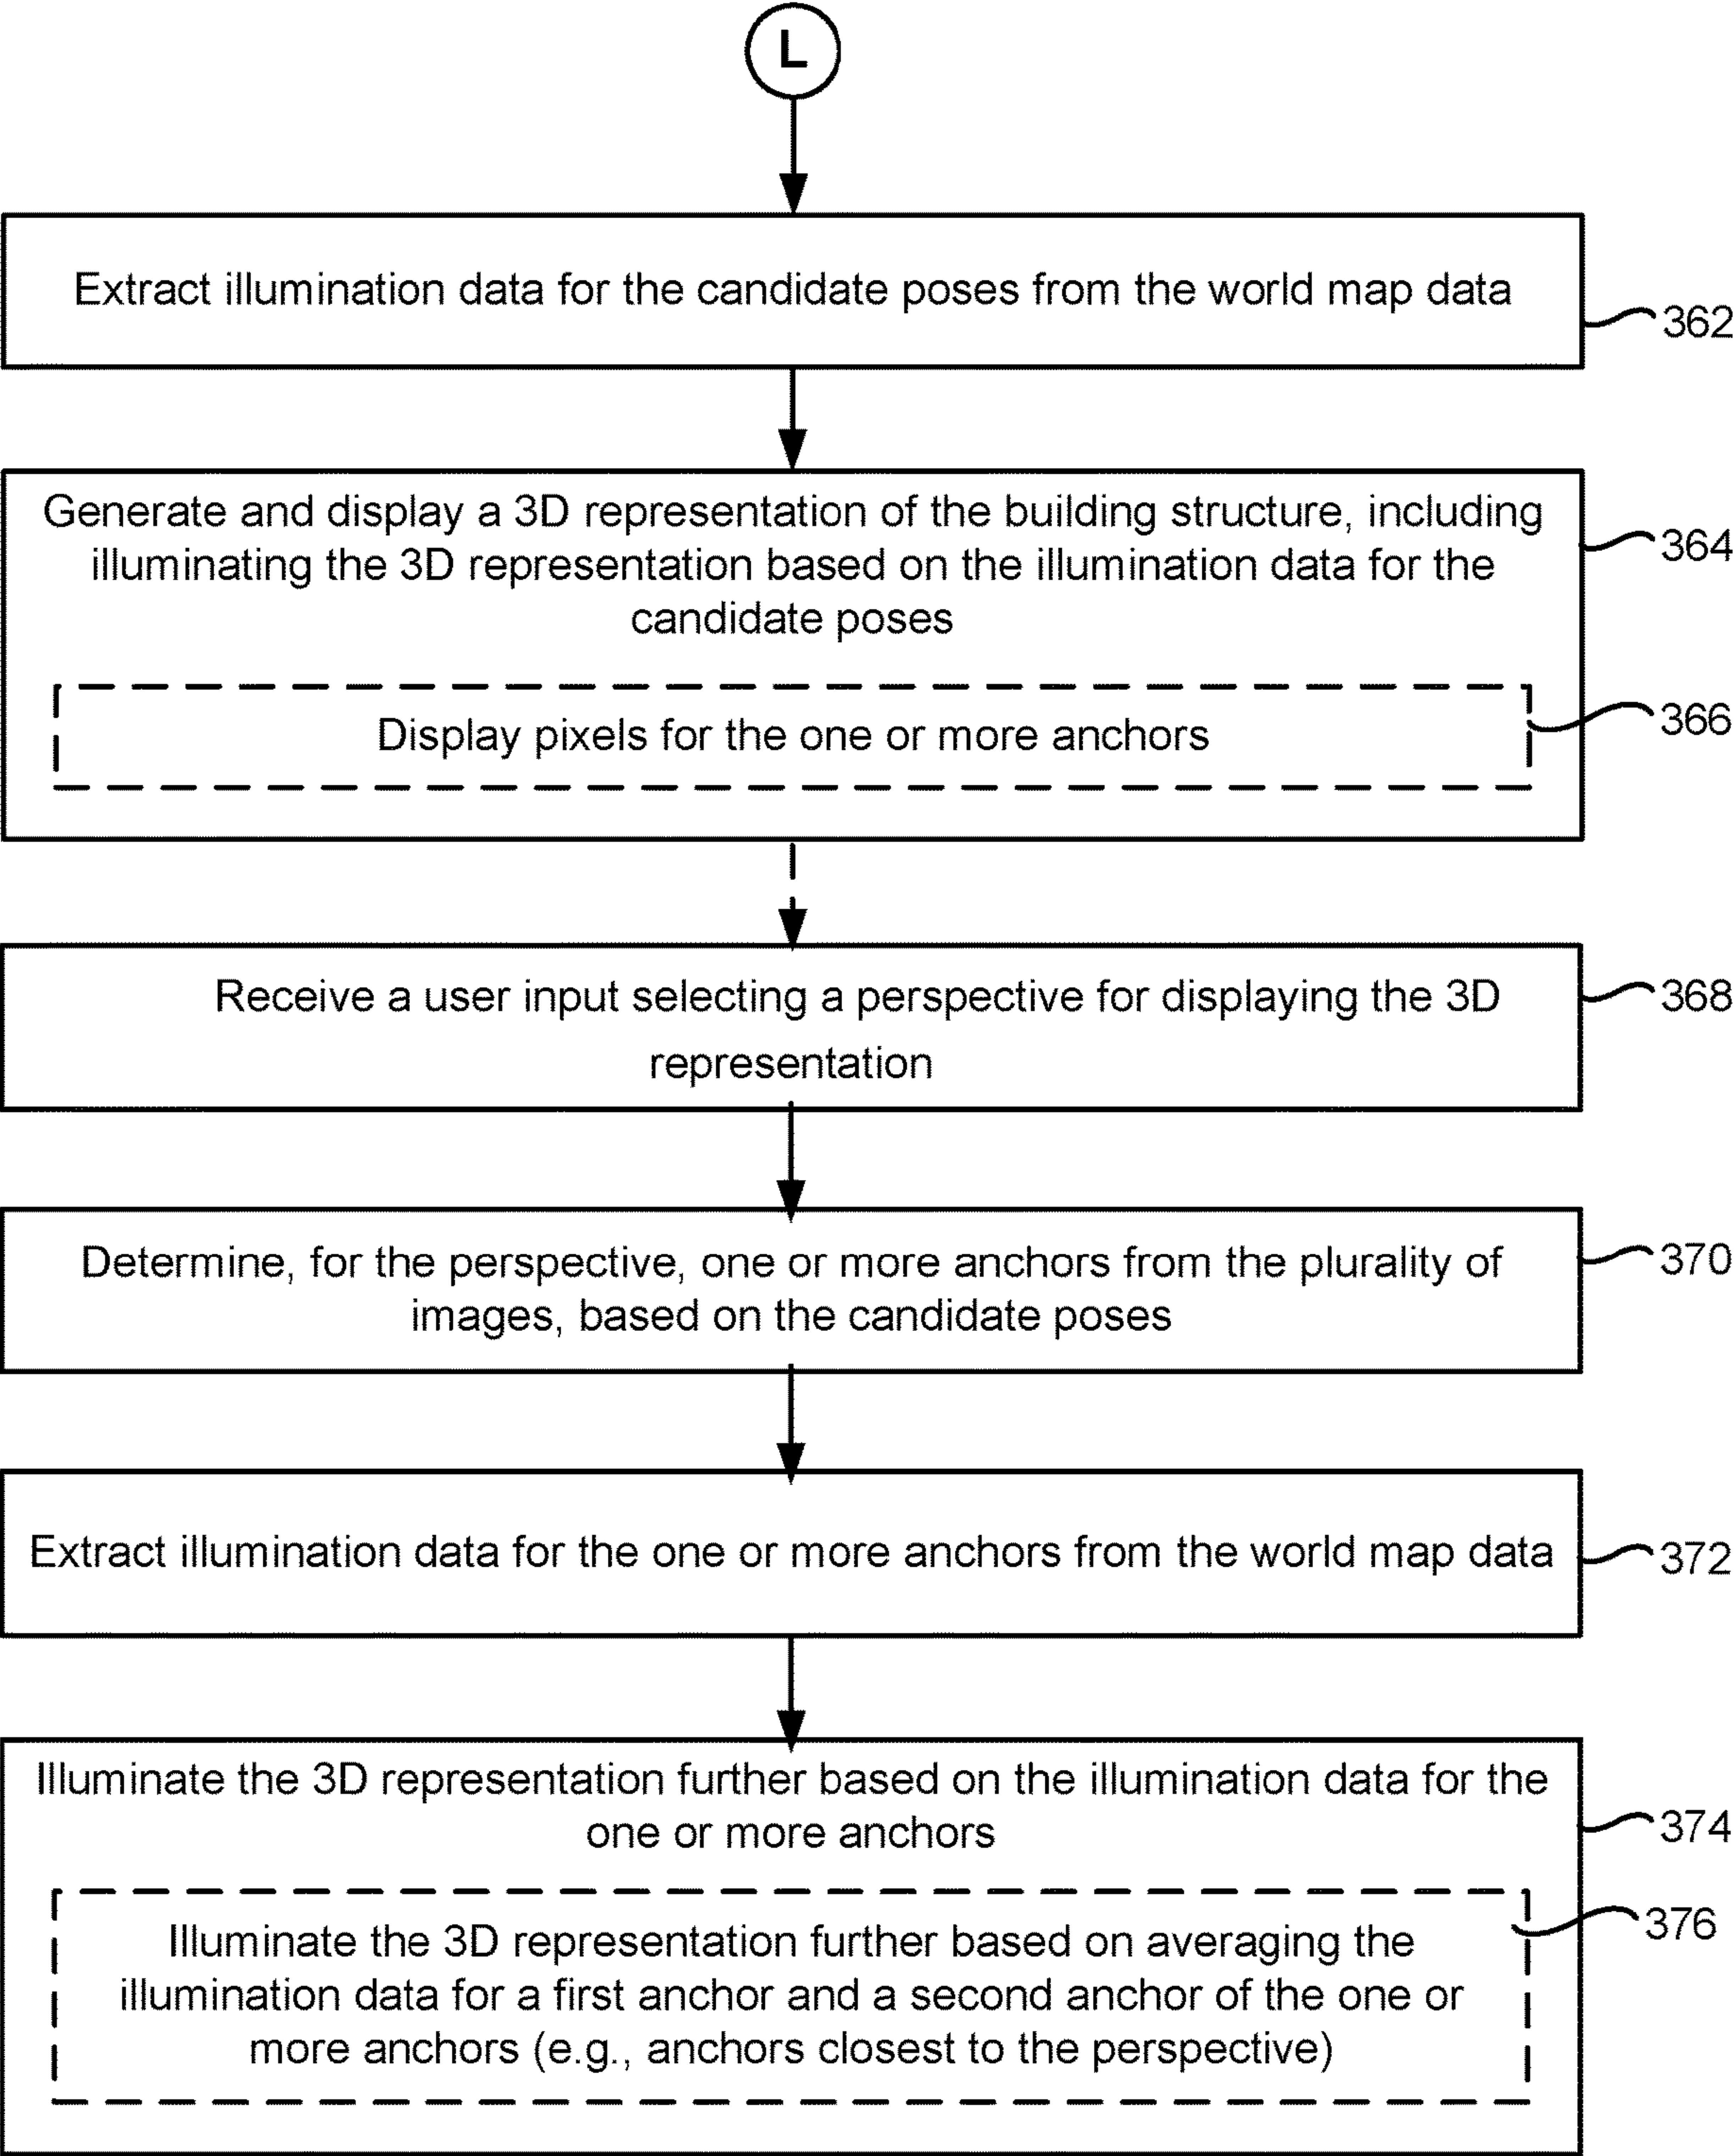 L
Extract illumination data for the candidate poses from the world map data
362
Generate and display a 3D representation of the building structure, including
illuminating the 3D representation based on the illumination data for the
candidate poses
364
Display pixels for the one or more anchors
366
Receive a user input selecting a perspective for displaying the 3D
representation
368
Determine, for the perspective, one or more anchors from the plurality of
images, based on the candidate poses
370
Extract illumination data for the one or more anchors from the world map data
372
Illuminate the 3D representation further based on the illumination data for the
one or more anchors
374
Illuminate the 3D representation further based on averaging the
illumination data for a first anchor and a second anchor of the one or
more anchors (e.g., anchors closest to the perspective)
376